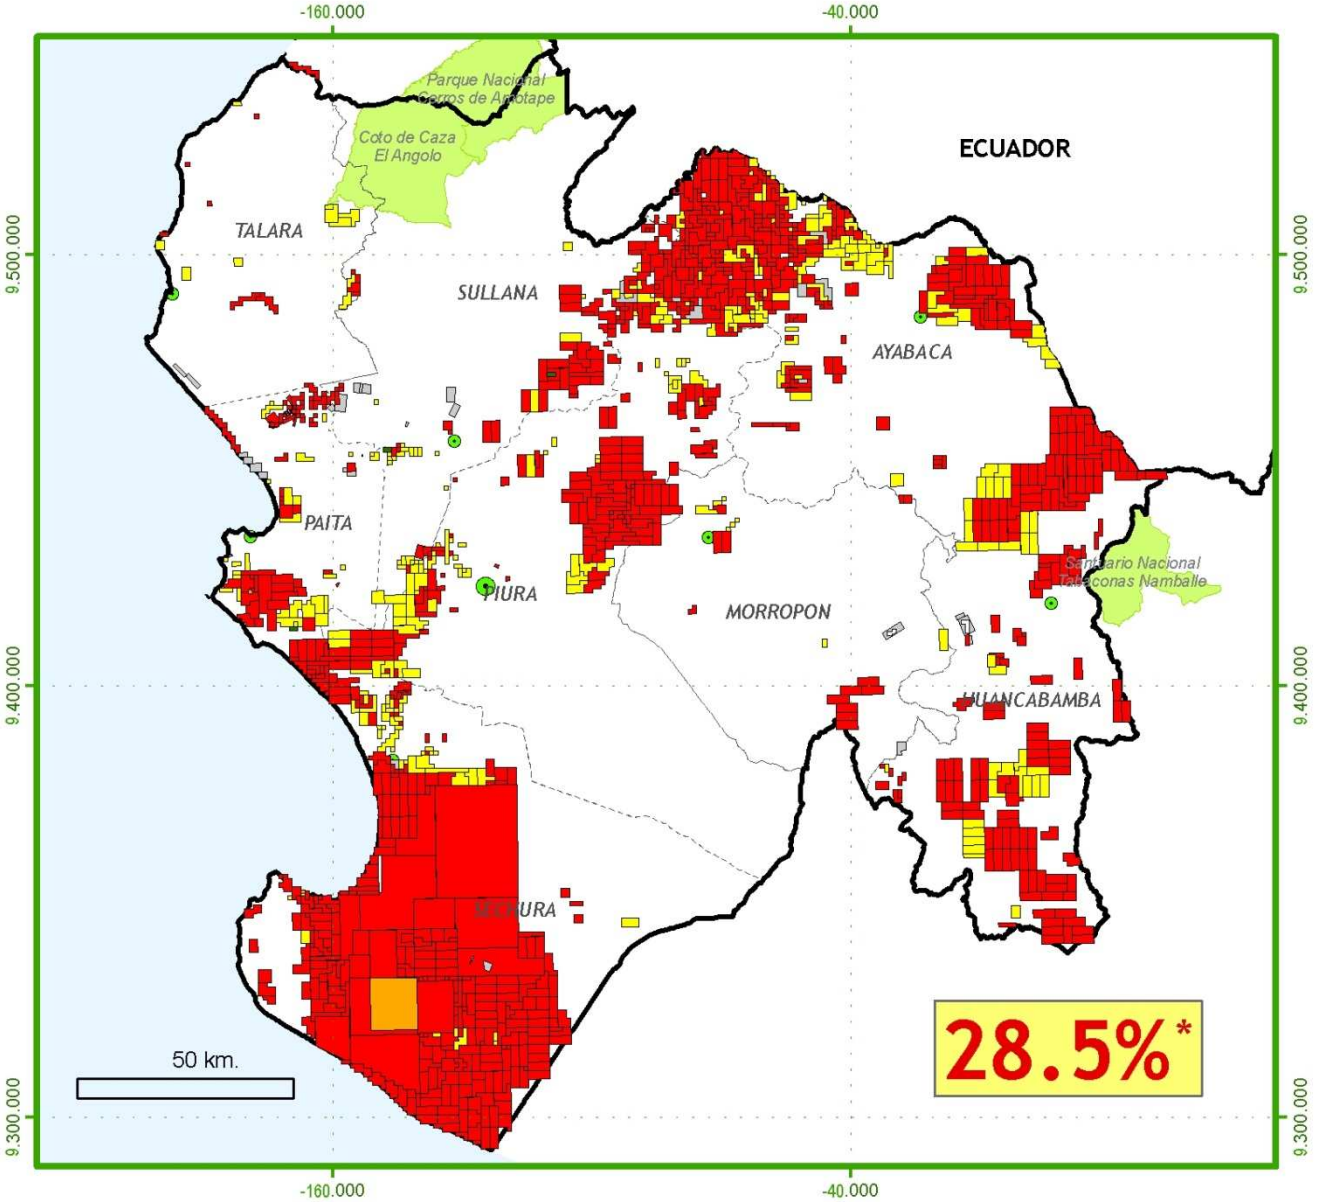 -160.000
-40.000
Parque Nacional
Cerros de Amotape
Coto de Caza
El Angolo
ECUADOR
TALARA
9.500.000
9.500.000
SULLANA
AYABACA
PAITA
Santuario Nacional
Tabaconas Namballe
PIURA
MORROPON
9.400.000
9.400.000
HUANCABAMBA
SECHURA
28.5%*
50 km.
9.300.000
9.300.000
-160.000
-40.000